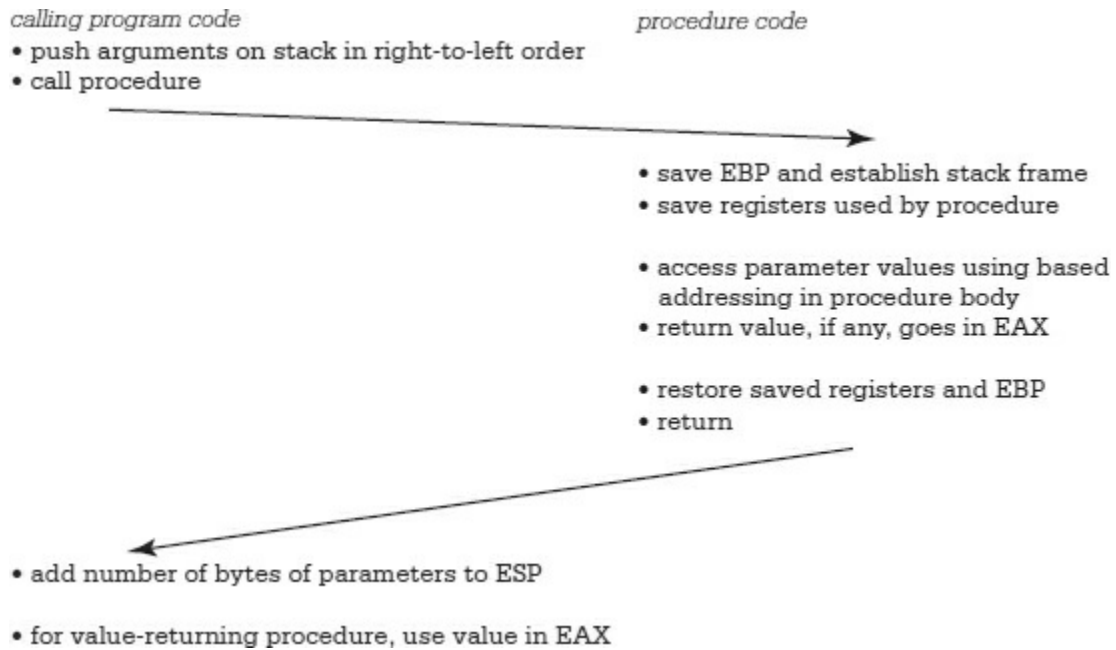 calling program code
• push arguments on stack in right-to-left order
• call procedure
procedure code
• save EBP and establish stack frame
• save registers used by procedure
• access parameter values using based
addressing in procedure body
• return value, if any, goes in EAX
• restore saved registers and EBP
• return
• add number of bytes of parameters to ESP
• for value-returning procedure, use value in EAX